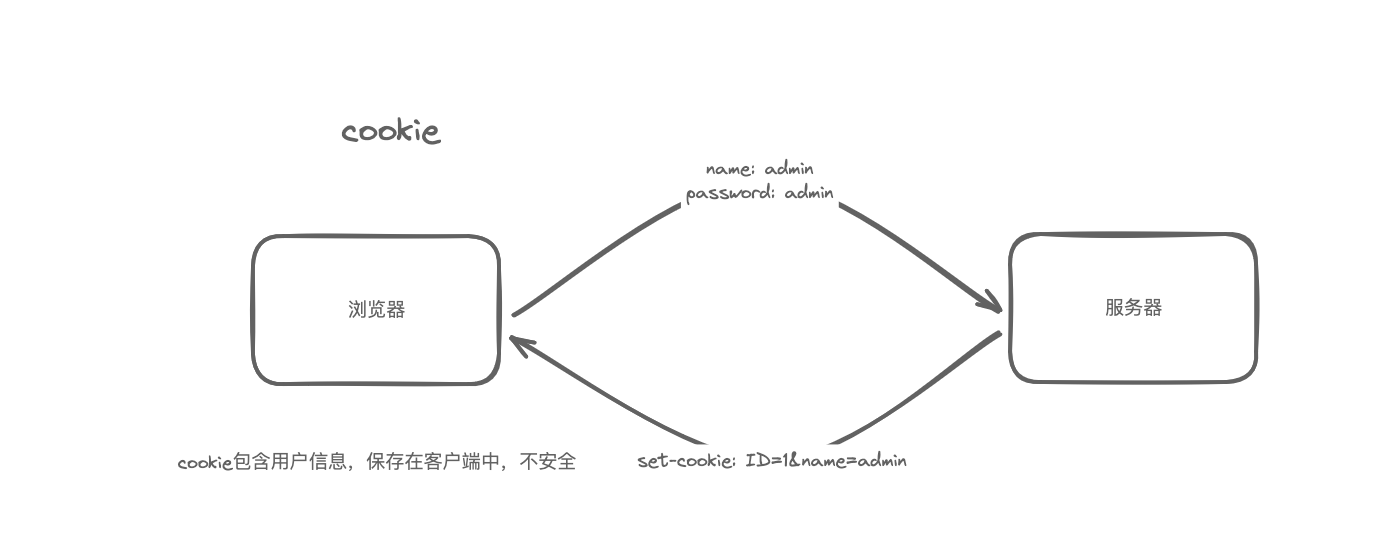 cookie
name: admin
password: admin
浏览器
服务器
cookie包含用户信息，保存在客户端中，不安全
set-cookie: ID=1&name=admin